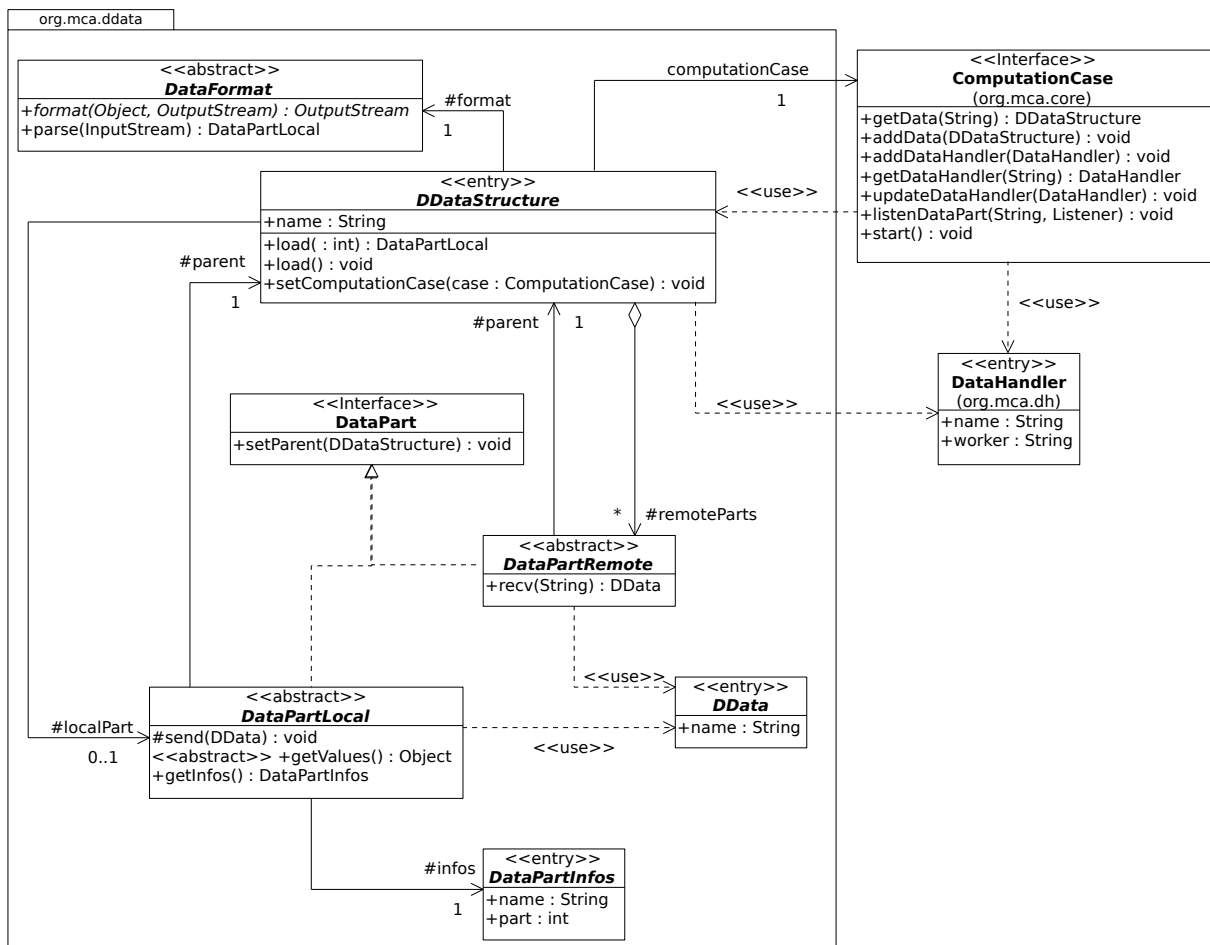 org.mca.ddata
<<abstract>>
DataFormat
+format(Object, OutputStream) : OutputStream
+parse(InputStream) : DataPartLocal
#format
1
computationCase
1
<<Interface>>
ComputationCase
(org.mca.core)
+getData(String) : DDataStructure
+addData(DDataStructure) : void
+addDataHandler(DataHandler) : void
+getDataHandler(String) : DataHandler
+updateDataHandler(DataHandler) : void
+listenDataPart(String, Listener) : void
+start() : void
<<entry>>
DDataStructure
+name : String
+load( : int) : DataPartLocal
+load() : void
+setComputationCase(case : ComputationCase) : void
<<use>>
#parent
1
#parent
1
<<use>>
<<use>>
<<entry>>
DataHandler
(org.mca.dh)
+name : String
+worker : String
<<Interface>>
DataPart
+setParent(DDataStructure) : void
*
#remoteParts
<<abstract>>
DataPartRemote
+recv(String) : DData
<<use>>
<<entry>>
DData
+name : String
<<abstract>>
DataPartLocal
#send(DData) : void
<<abstract>> +getValues() : Object
+getInfos() : DataPartInfos
#localPart
0..1
<<use>>
#infos
1
<<entry>>
DataPartInfos
+name : String
+part : int